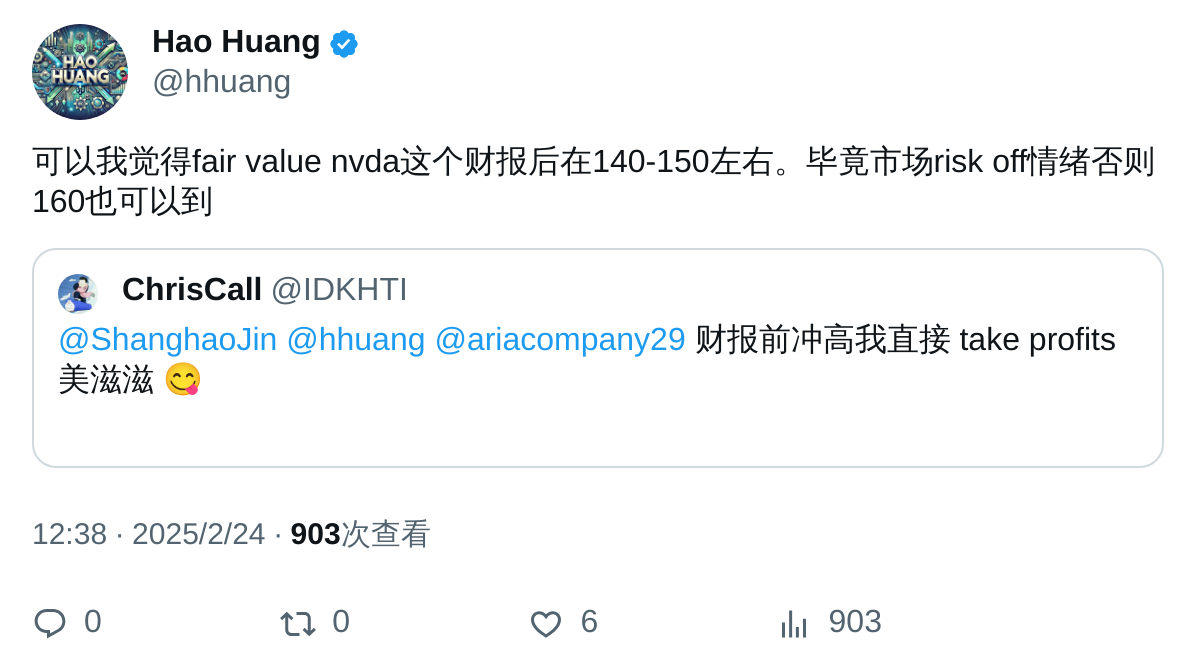 HAO
HUANG
Hao Huang
@hhuang
可以我觉得fair value nvda这个财报后在140-150左右。毕竟市场risk off情绪否则
160也可以到
ChrisCall @IDKHTI
@ShanghaoJin @hhuang @ariacompany29 财报前冲高我直接 take profits
美滋滋 😋
12:38 · 2025/2/24 · 903次查看
0 0 6 903